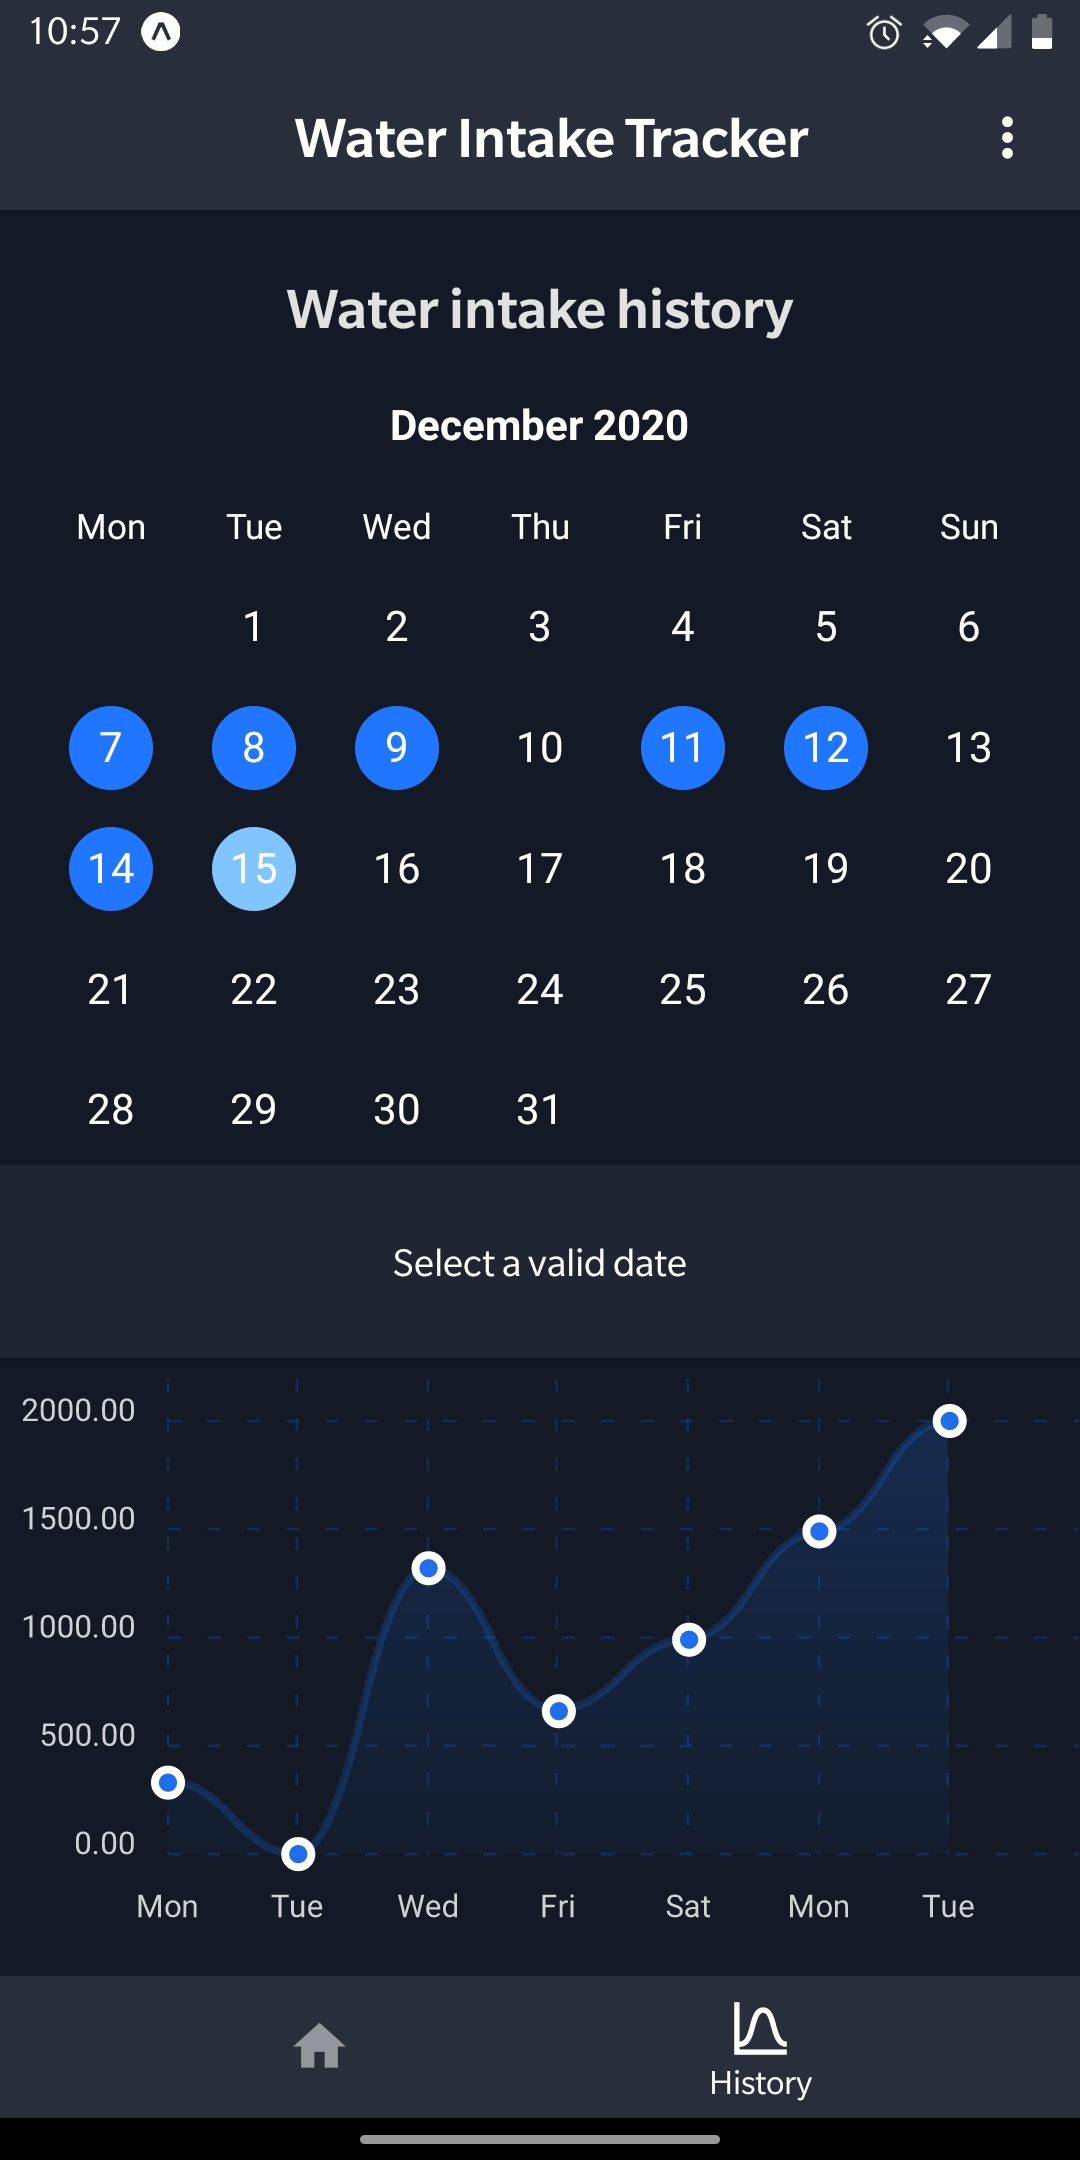 10:57
Water Intake Tracker
Water intake history
December 2020
Mon Tue Wed Thu Fri Sat Sun
1 2 3 4 5 6
7 8 9 10 11 12 13
14 15 16 17 18 19 20
21 22 23 24 25 26 27
28 29 30 31
Select a valid date
2000.00
1500.00
1000.00
500.00
0.00
Mon Tue Wed Fri Sat Mon Tue
History